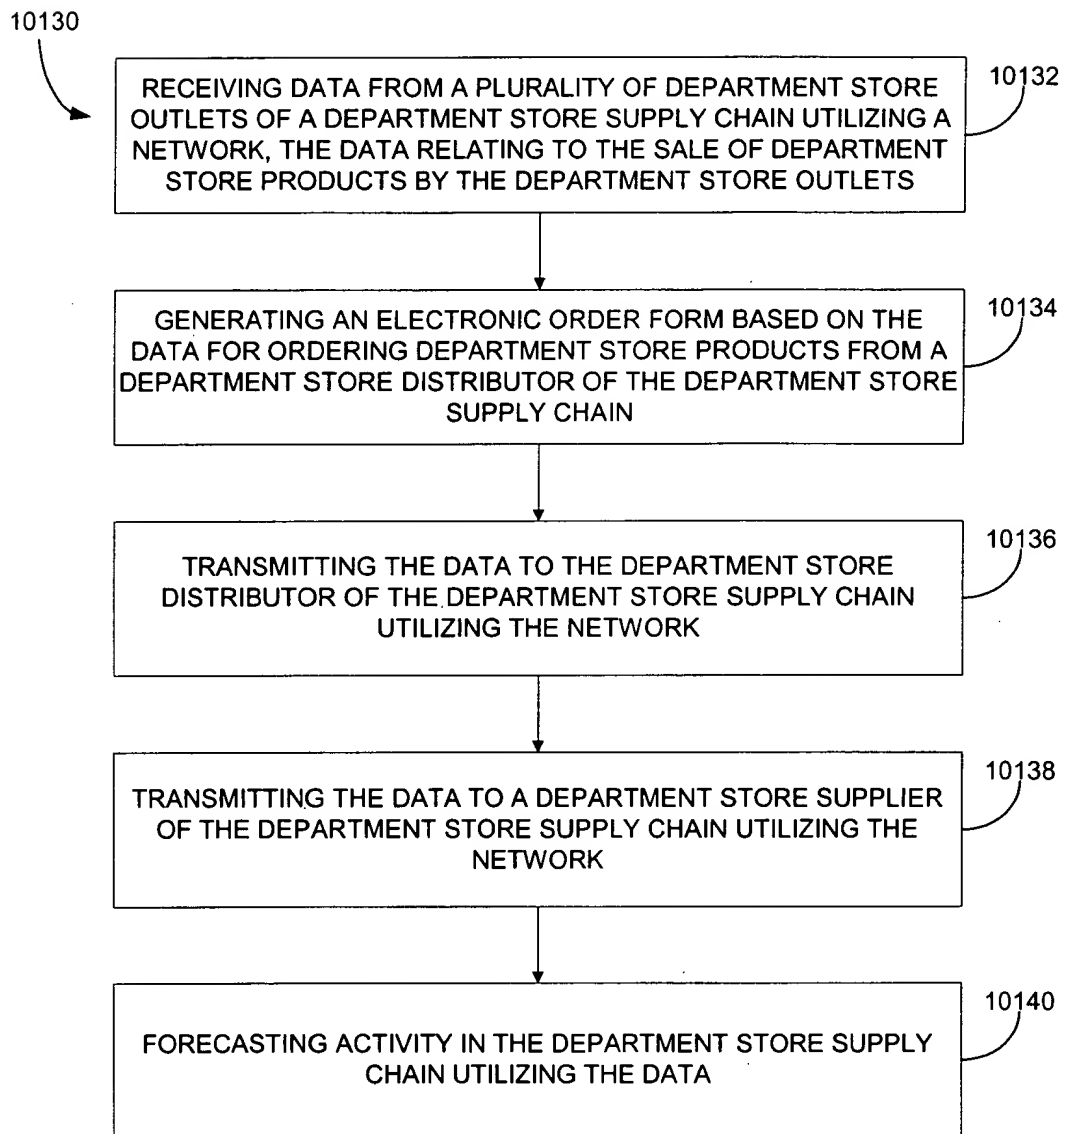 10130
RECEIVING DATA FROM A PLURALITY OF DEPARTMENT STORE
OUTLETS OF A DEPARTMENT STORE SUPPLY CHAIN UTILIZING A
NETWORK, THE DATA RELATING TO THE SALE OF DEPARTMENT
STORE PRODUCTS BY THE DEPARTMENT STORE OUTLETS
10132
GENERATING AN ELECTRONIC ORDER FORM BASED ON THE
DATA FOR ORDERING DEPARTMENT STORE PRODUCTS FROM A
DEPARTMENT STORE DISTRIBUTOR OF THE DEPARTMENT STORE
SUPPLY CHAIN
10134
TRANSMITTING THE DATA TO THE DEPARTMENT STORE
DISTRIBUTOR OF THE DEPARTMENT STORE SUPPLY CHAIN
UTILIZING THE NETWORK
10136
TRANSMITTING THE DATA TO A DEPARTMENT STORE SUPPLIER
OF THE DEPARTMENT STORE SUPPLY CHAIN UTILIZING THE
NETWORK
10138
FORECASTING ACTIVITY IN THE DEPARTMENT STORE SUPPLY
CHAIN UTILIZING THE DATA
10140